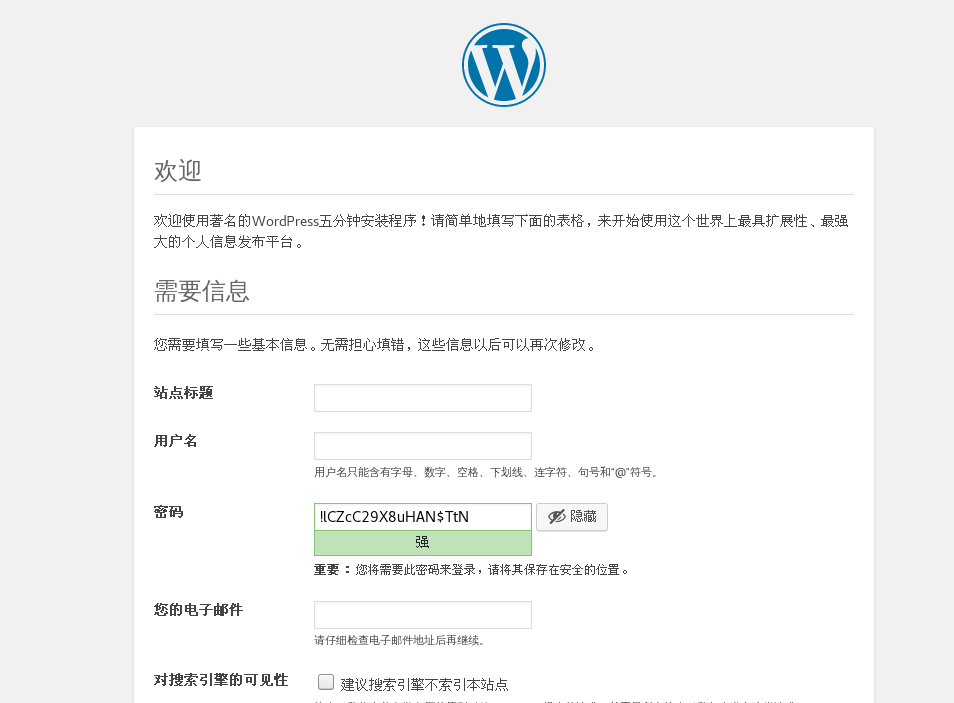 欢迎
欢迎使用著名的WordPress五分钟安装程序！请简单地填写下面的表格，来开始使用这个世界上最具扩展性、最强
大的个人信息发布平台。
需要信息
您需要填写一些基本信息。无需担心填错，这些信息以后可以再次修改。
站点标题
用户名
用户名只能含有字母、数字、空格、下划线、连字符、句号和“@”符号。
密码
!lCZcC29X8uHAN$TtN 隐藏
强
重要：您将需要此密码来登录，请将其保存在安全的位置。
您的电子邮件
请仔细检查电子邮件地址后再继续。
对搜索引擎的可见性 建议搜索引擎不索引本站点